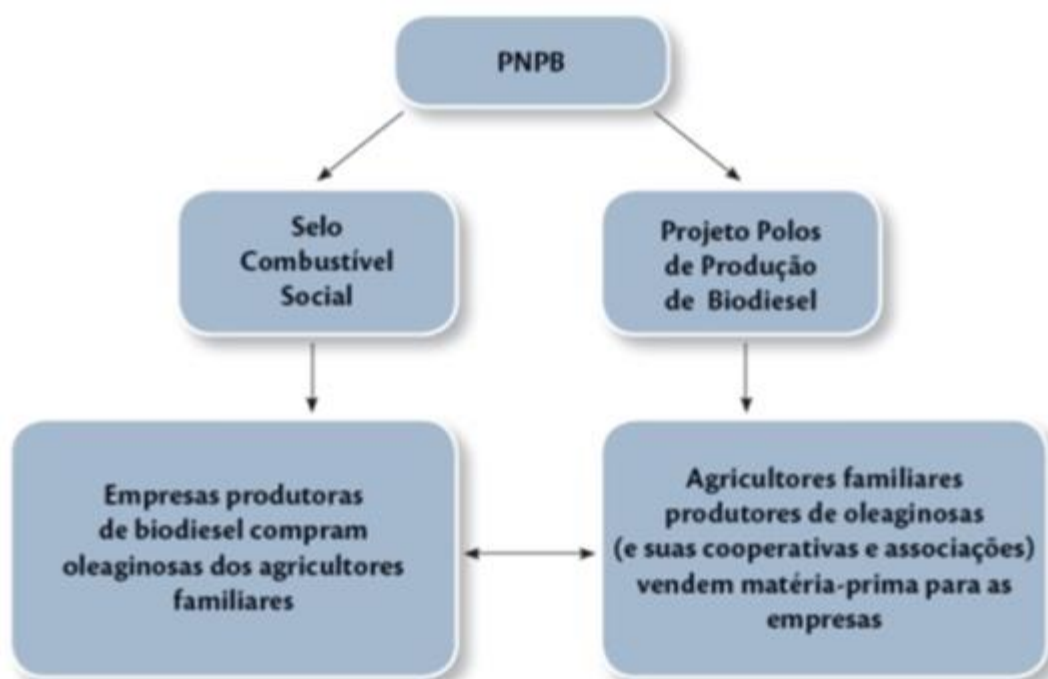 PNPB
Selo
Combustível
Social
Projeto Polos
de Produção
de Biodiesel
Empresas produtoras
de biodiesel compram
oleaginosas dos agricultores
familiares
Agricultores familiares
produtores de oleaginosas
(e suas cooperativas e associações)
vendem matéria-prima para as
empresas